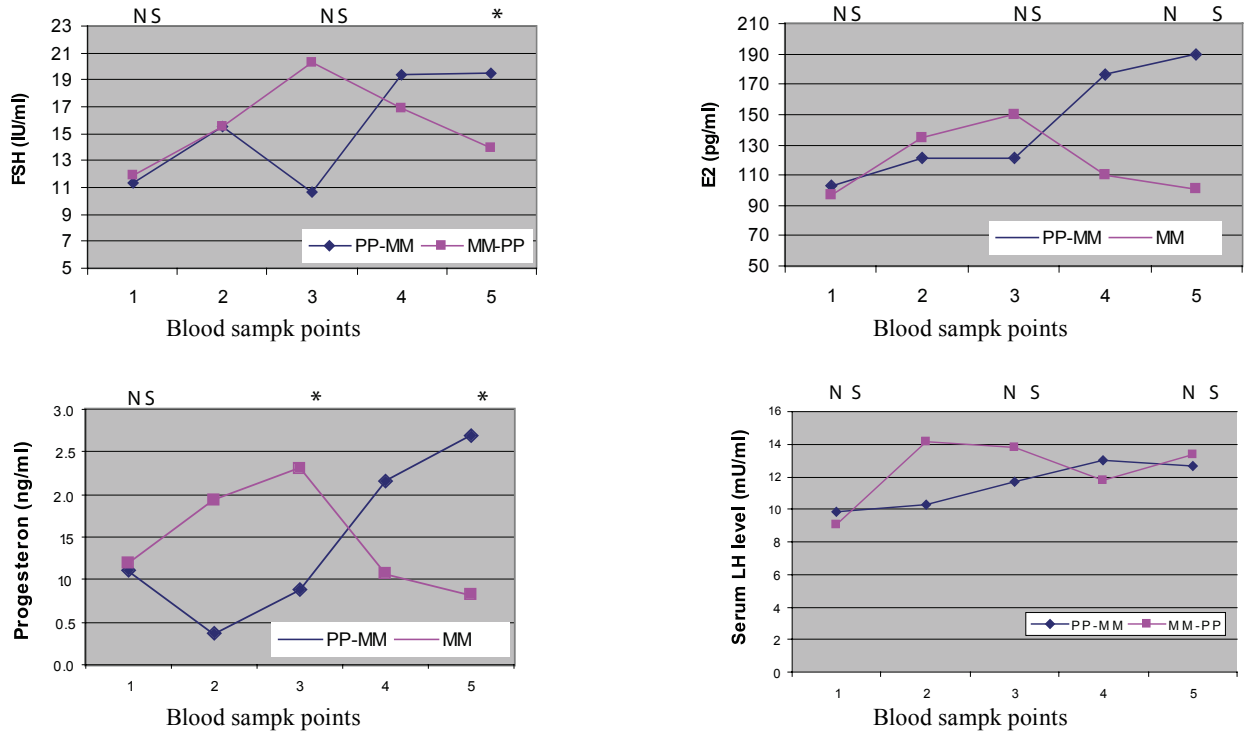 NS NS *
23
21
19
17
15
13
11
9
7
5
FSH (IU/ml)
PP-MM MM-PP
1 2 3 4 5
Blood sampk points
NS NS N S
210
190
170
150
130
110
90
70
50
E2 (pg/ml)
PP-MM MM
1 2 3 4 5
Blood sampk points
NS * *
3.0
2.5
2.0
15
10
0.5
0.0
Progesteron (ng/ml)
PP-MM MM
1 2 3 4 5
Blood sampk points
N S N S N S
16
14
12
10
8
6
4
2
0
Serum LH level (mU/ml)
PP-MM MM-PP
1 2 3 4 5
Blood sampk points